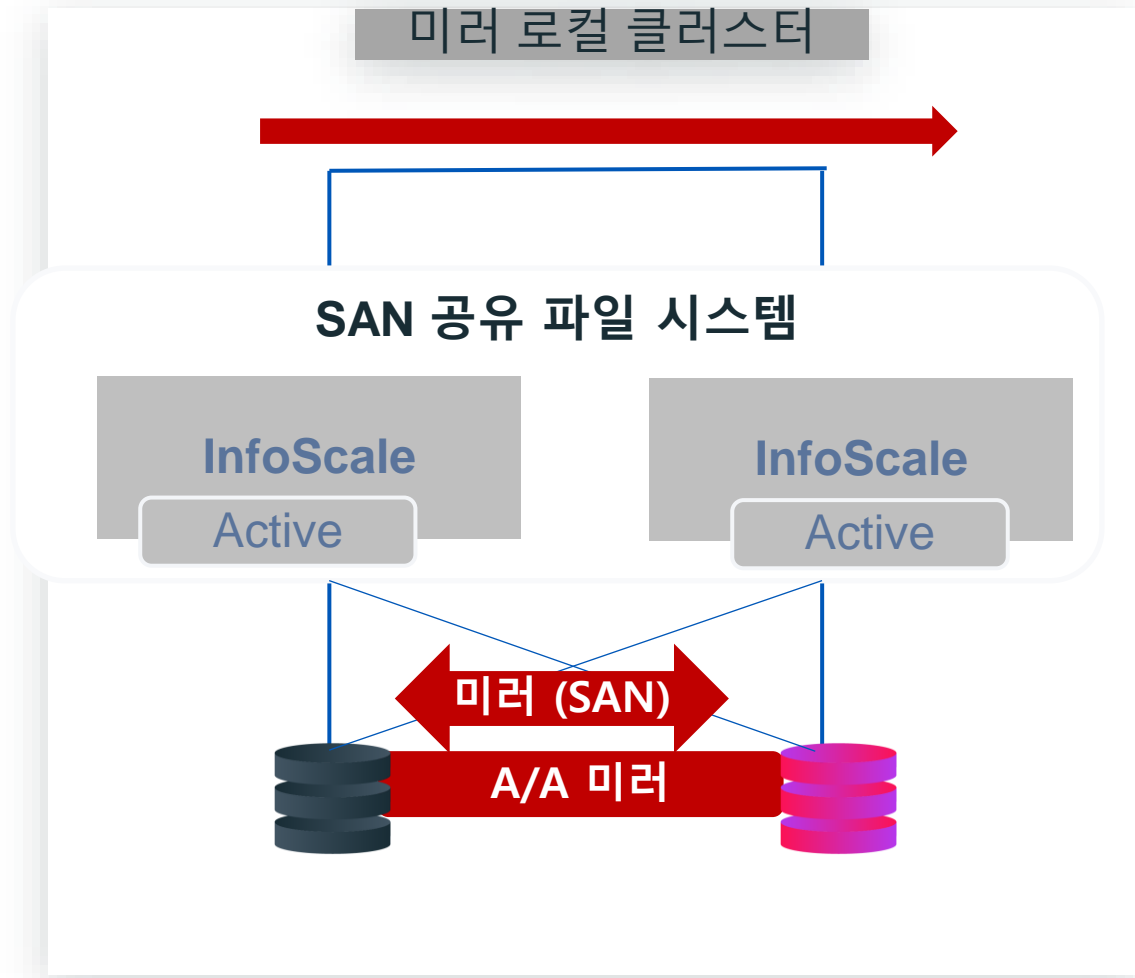 미러 로컬 클러스터
SAN 공유 파일 시스템
InfoScale
Active
InfoScale
Active
미러 (SAN)
A/A 미러